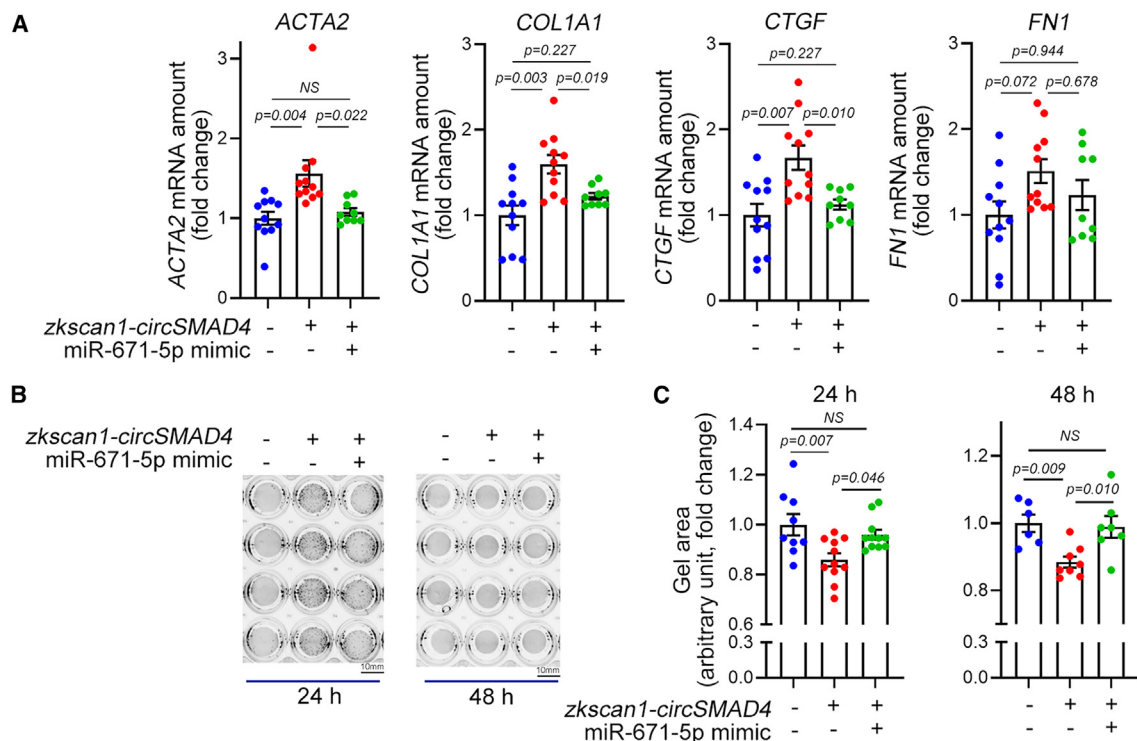 A
ACTA2
ACTA2 mRNA amount
(fold change)
3
2
1
0
NS
p=0.004
p=0.022
COL1A1
COL1A1 mRNA amount
(fold change)
3
2
1
0
p=0.227
p=0.003
p=0.019
CTGF
CTGF mRNA amount
(fold change)
3
2
1
0
p=0.227
p=0.007
p=0.010
FN1
FN1 mRNA amount
(fold change)
3
2
1
0
p=0.944
p=0.072
p=0.678
zkscan1-circSMAD4 - + + - + + - + + - + +
miR-671-5p mimic - - + - - + - - + - - +
B
zkscan1-circSMAD4 - + + - + +
miR-671-5p mimic - - + - - +
10mm
10mm
24 h
48 h
C
Gel area
(arbitrary unit, fold change)
24 h
1.4
1.2
1.0
0.8
0.6
0.3
0.0
NS
p=0.007
p=0.046
48 h
1.2
1.0
0.8
0.6
0.3
0.0
NS
p=0.009
p=0.010
zkscan1-circSMAD4 - + + - + +
miR-671-5p mimic - - + - - +